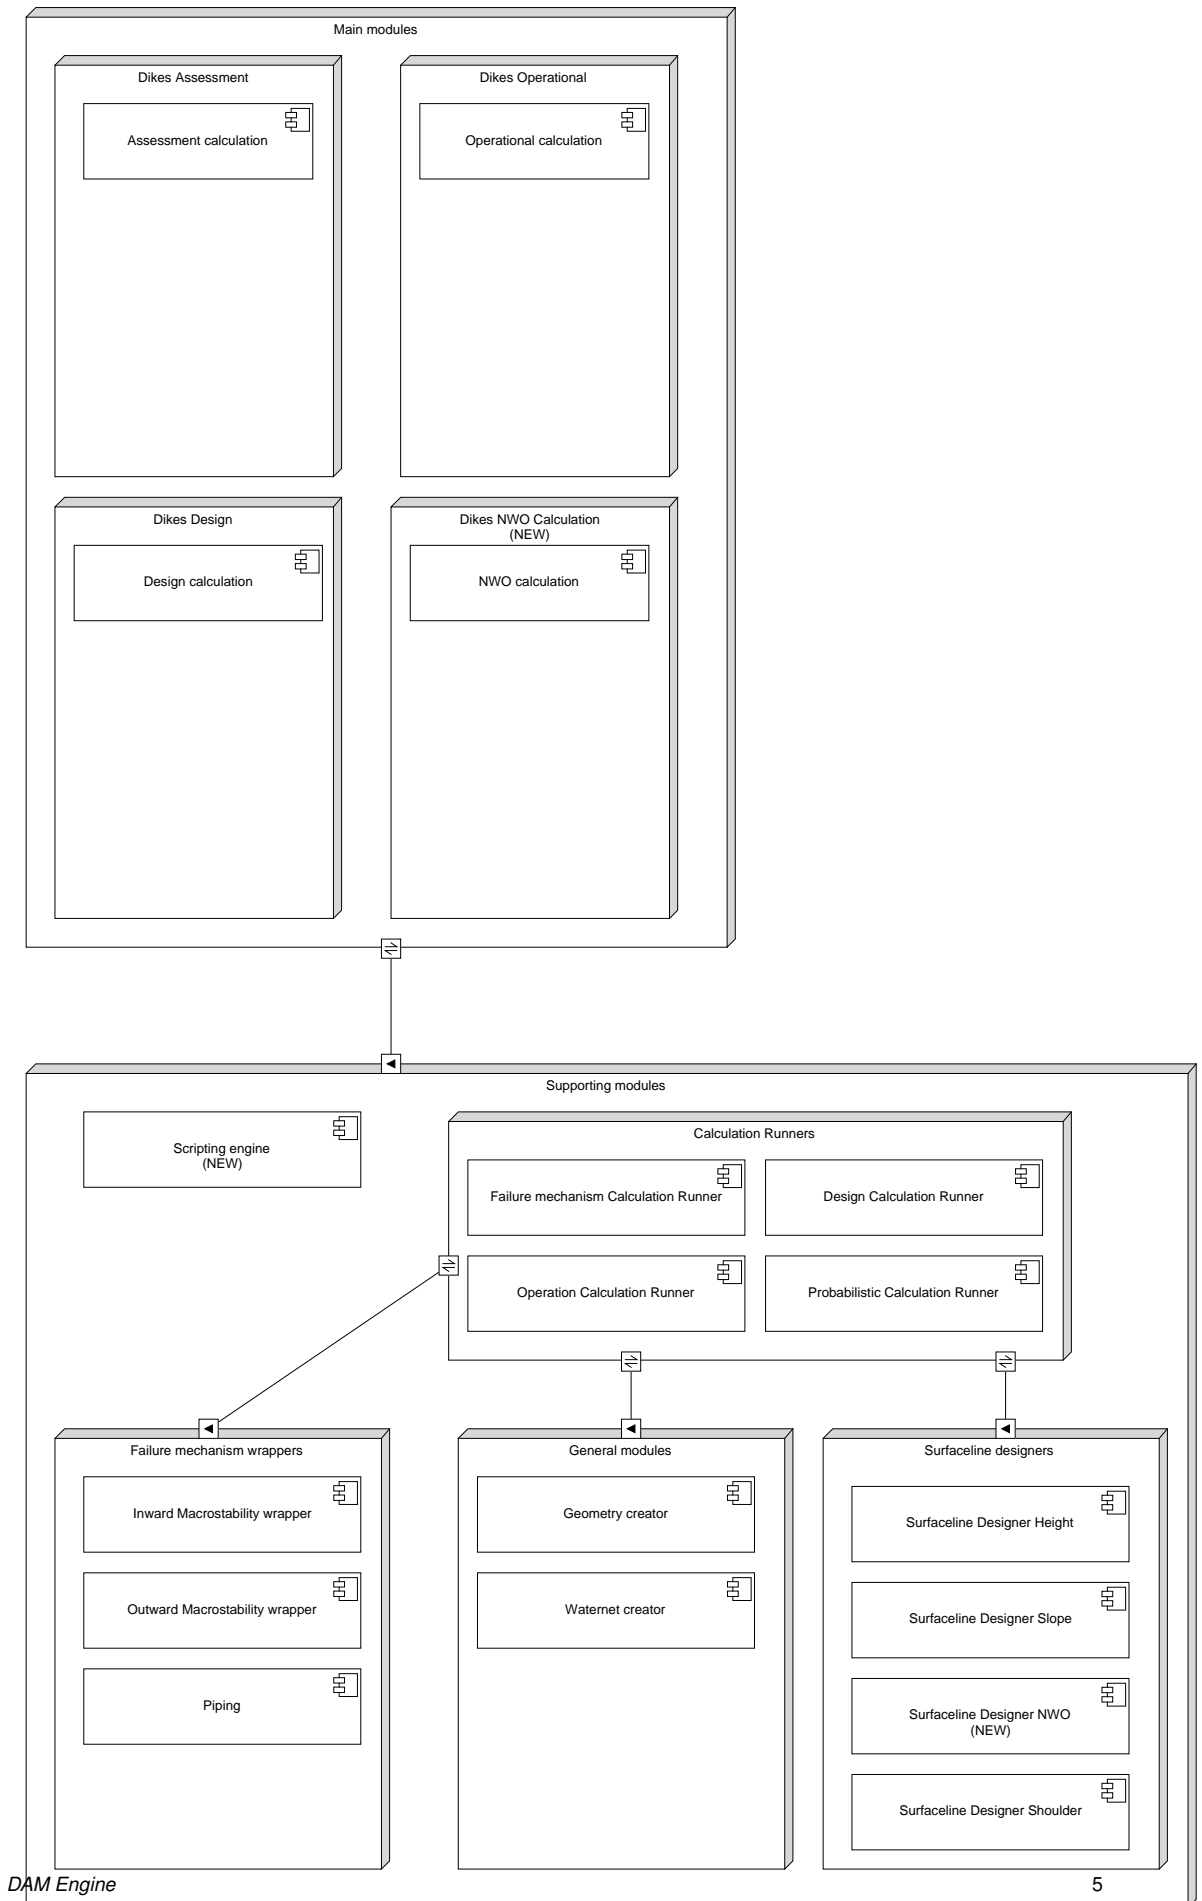 Main modules
Dikes Assessment
Assessment calculation
Dikes Operational
Operational calculation
Dikes Design
Design calculation
Dikes NWO Calculation
(NEW)
NWO calculation
Supporting modules
Scripting engine
(NEW)
Calculation Runners
Failure mechanism Calculation Runner
Design Calculation Runner
Operation Calculation Runner
Probabilistic Calculation Runner
Failure mechanism wrappers
Inward Macrostability wrapper
Outward Macrostability wrapper
Piping
General modules
Geometry creator
Waternet creator
Surfaceline designers
Surfaceline Designer Height
Surfaceline Designer Slope
Surfaceline Designer NWO
(NEW)
Surfaceline Designer Shoulder
DAM Engine
5